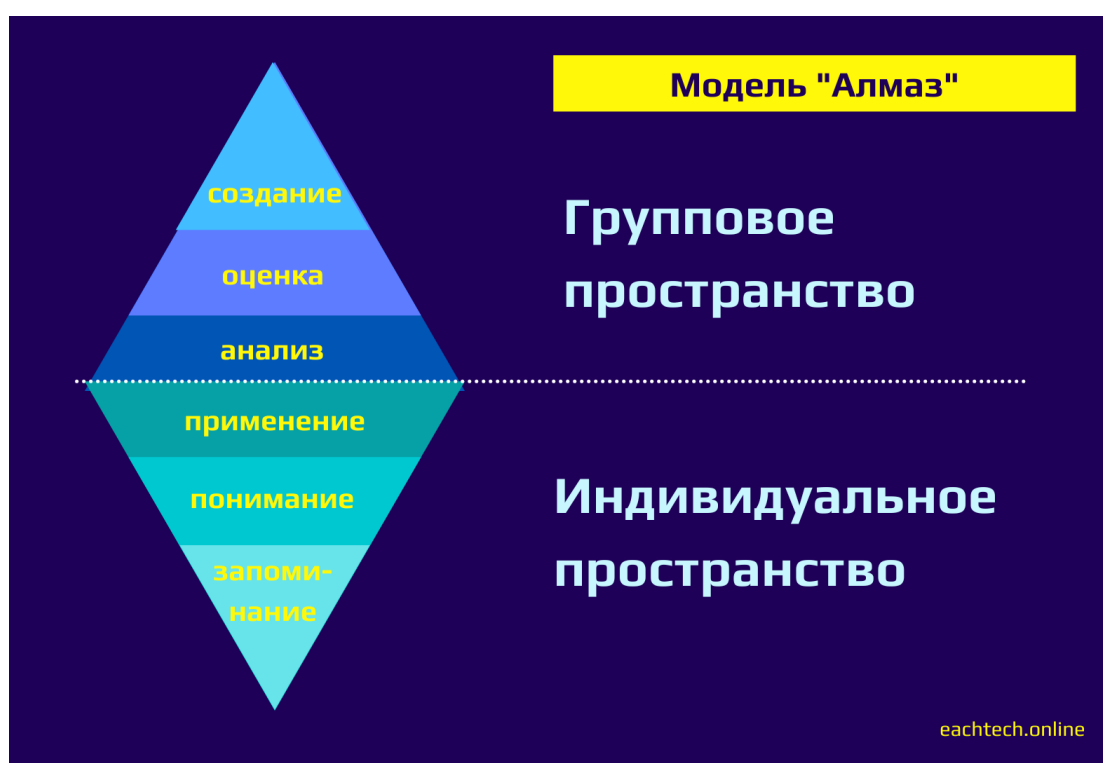 Модель "Алмаз"
создание
оценка
анализ
Групповое
пространство
применение
понимание
запоми-
нание
Индивидуальное
пространство
eachtech.online